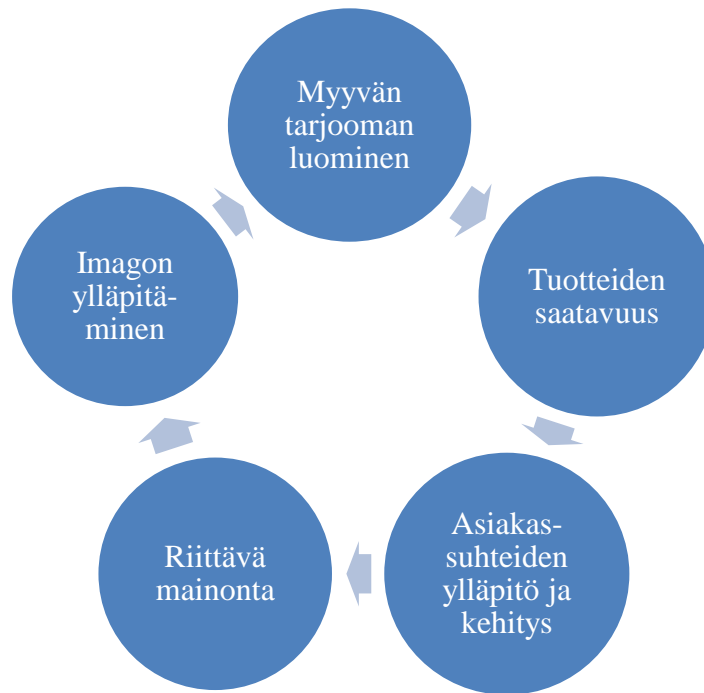 Myyvän
tarjooman
luominen
Tuotteiden
saatavuus
Asiakas-
suhteiden
ylläpitö ja
kehitys
Riittävä
mainonta
Imagon
ylläpitä-
minen